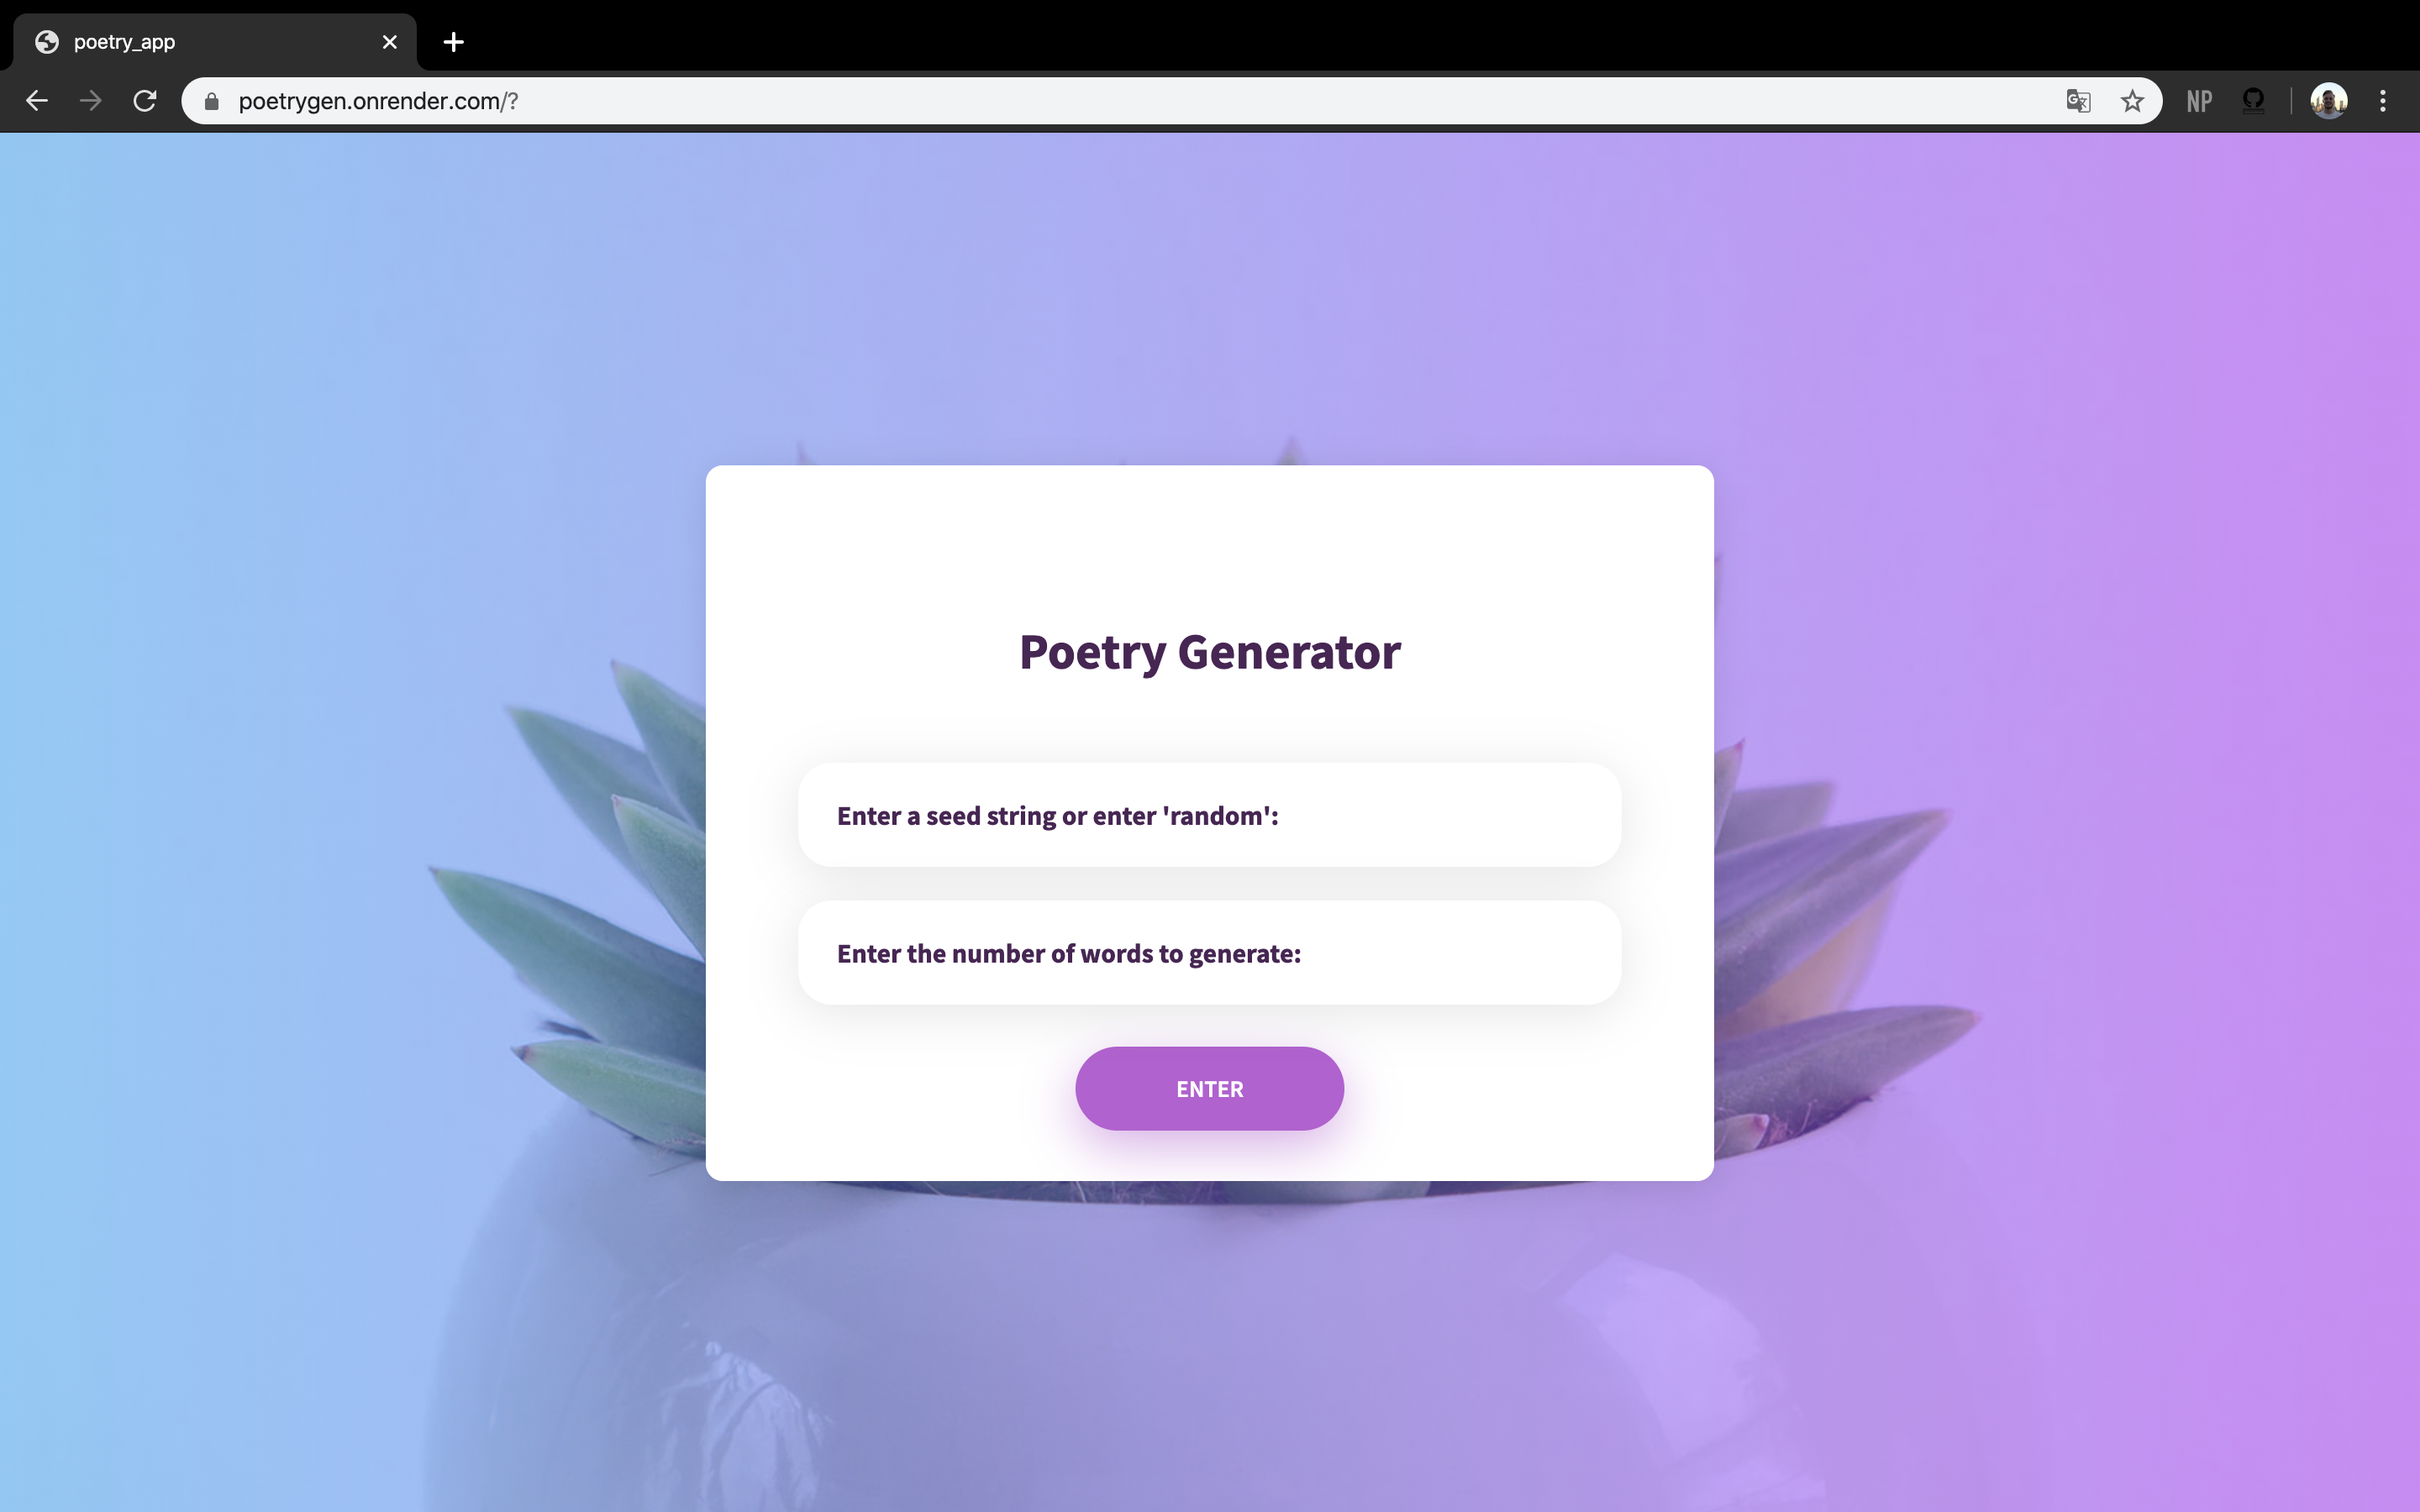 poetry_app
poetrygen.onrender.com/?
NP
Poetry Generator
Enter a seed string or enter 'random':
Enter the number of words to generate:
ENTER